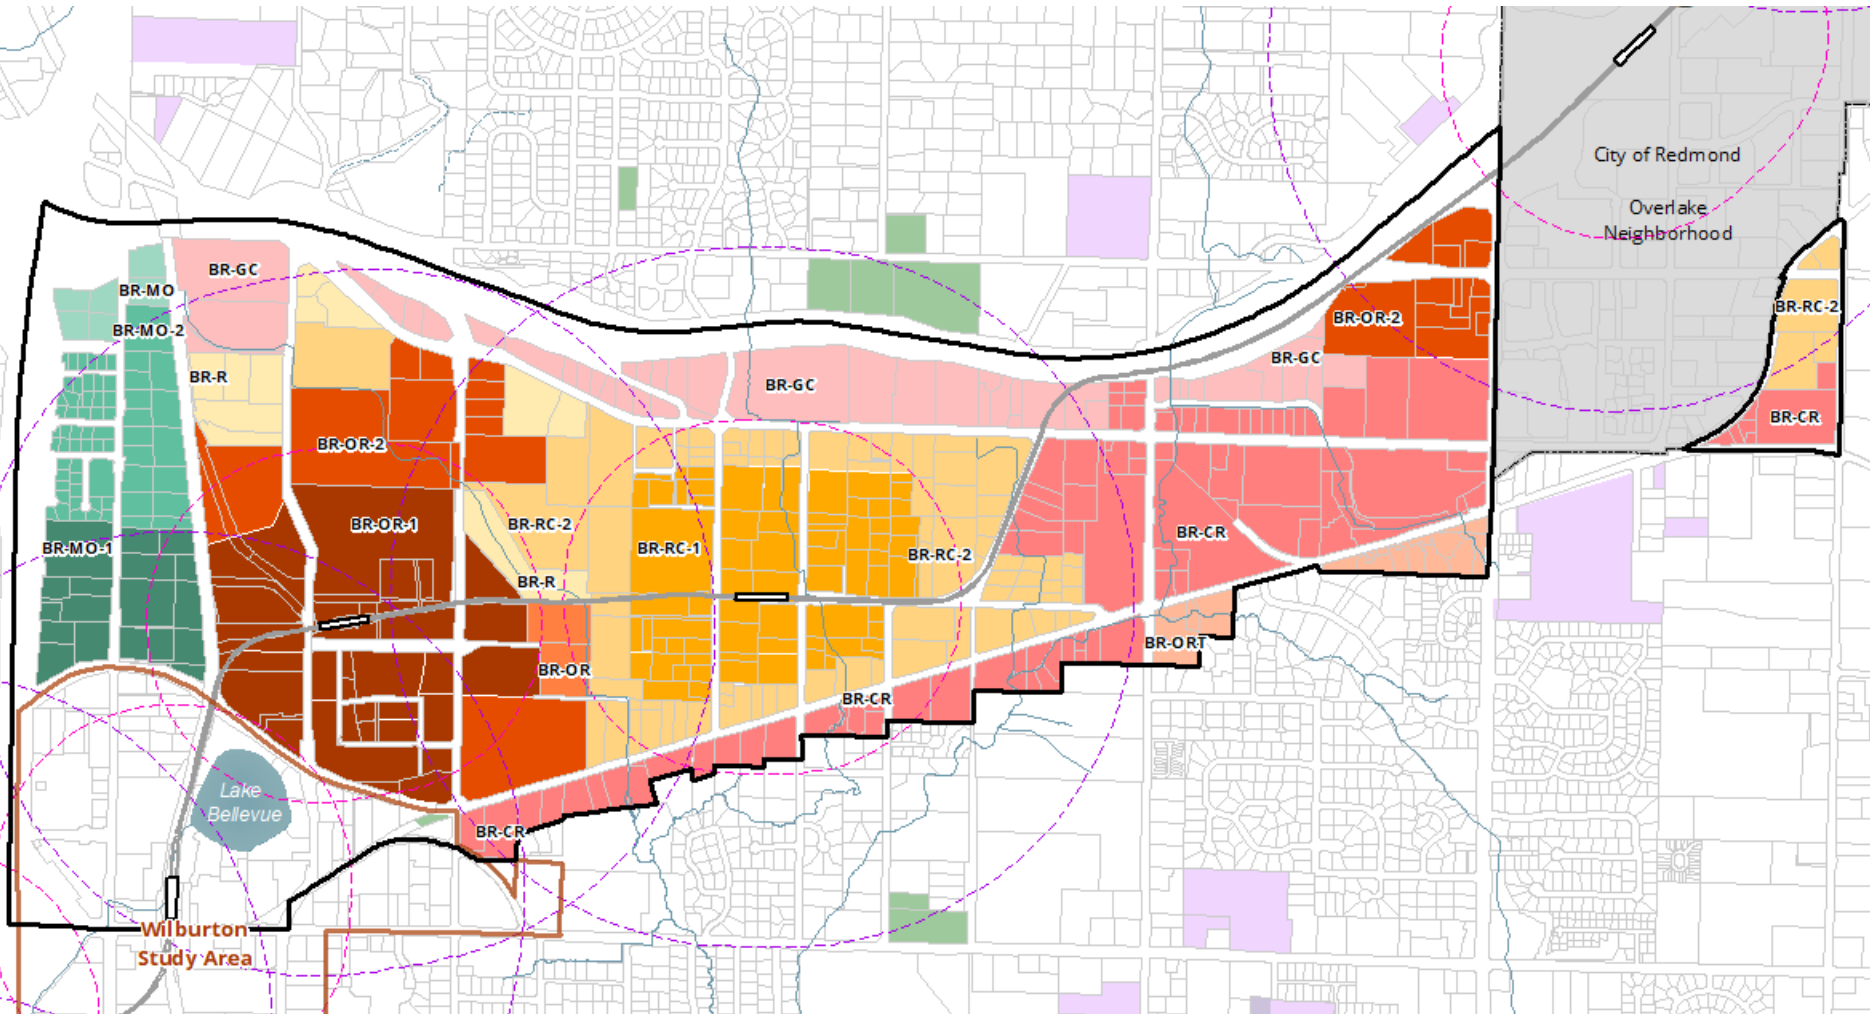 City of Redmond
Overlake
Neighborhood
BR-GC
BR-MO
BR-MO-2
BR-RC-2
BR-OR-2
BR-GC
BR-R
BR-GC
BR-CR
BR-OR-2
BR-OR-1
BR-RC-2
BR-CR
BR-MO-1
BR-RC-1
BR-RC-2
BR-R
BR-ORT
BR-OR
BR-CR
Lake
Bellevue
BR-CR
Wilburton
Study Area